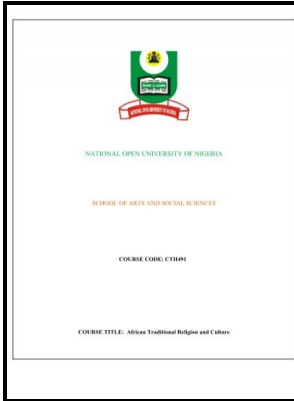 NATIONAL OPEN UNIVERSITY OF NIGERIA
SCHOOL OF ARTS AND SOCIAL SCIENCES
COURSE CODE: CTH491
COURSE TITLE: African Traditional Religion and Culture